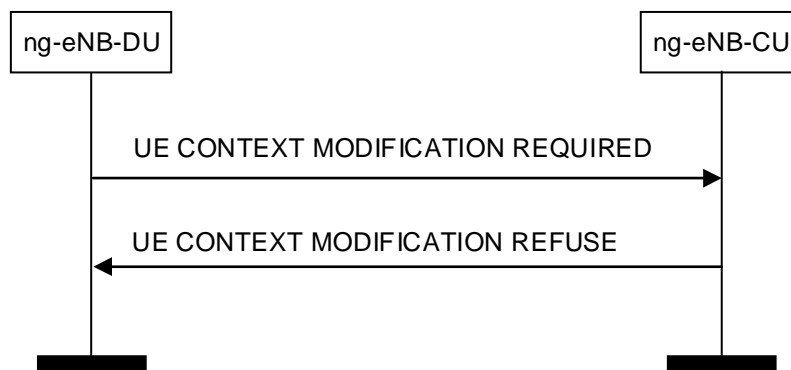 ng-eNB-DU
ng-eNB-CU
UE CONTEXT MODIFICATION REQUIRED
UE CONTEXT MODIFICATION REFUSE